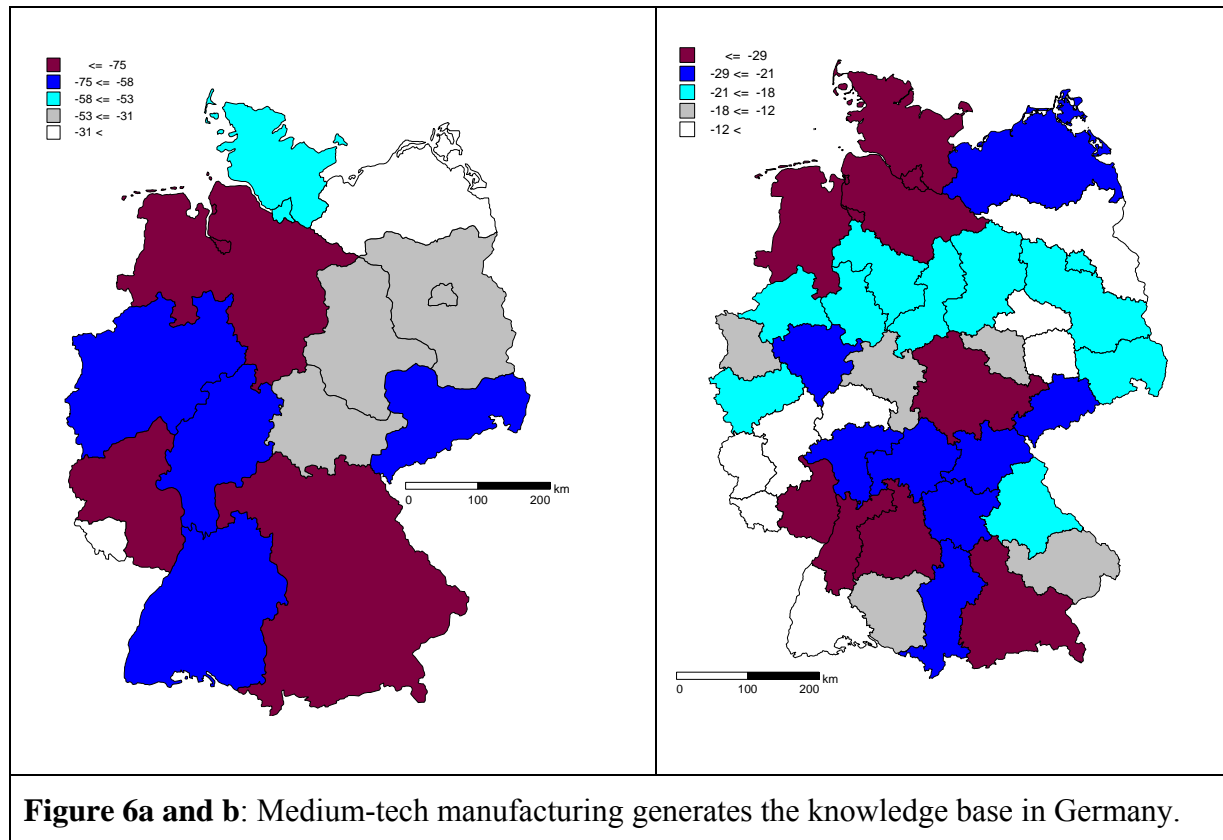 <= -75
-75 <= -58
-58 <= -53
-53 <= -31
-31 <
km
0 100 200
<= -29
-29 <= -21
-21 <= -18
-18 <= -12
-12 <
km
0 100 200
Figure 6a and b: Medium-tech manufacturing generates the knowledge base in Germany.